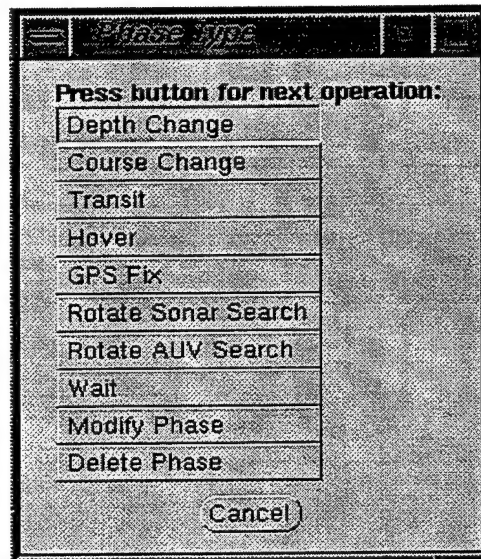 Phase type
Press button for next operation:
Depth Change
Course Change
Transit
Hover
GPS Fix
Rotate Sonar Search
Rotate AUV Search
Wait
Modify Phase
Delete Phase
Cancel